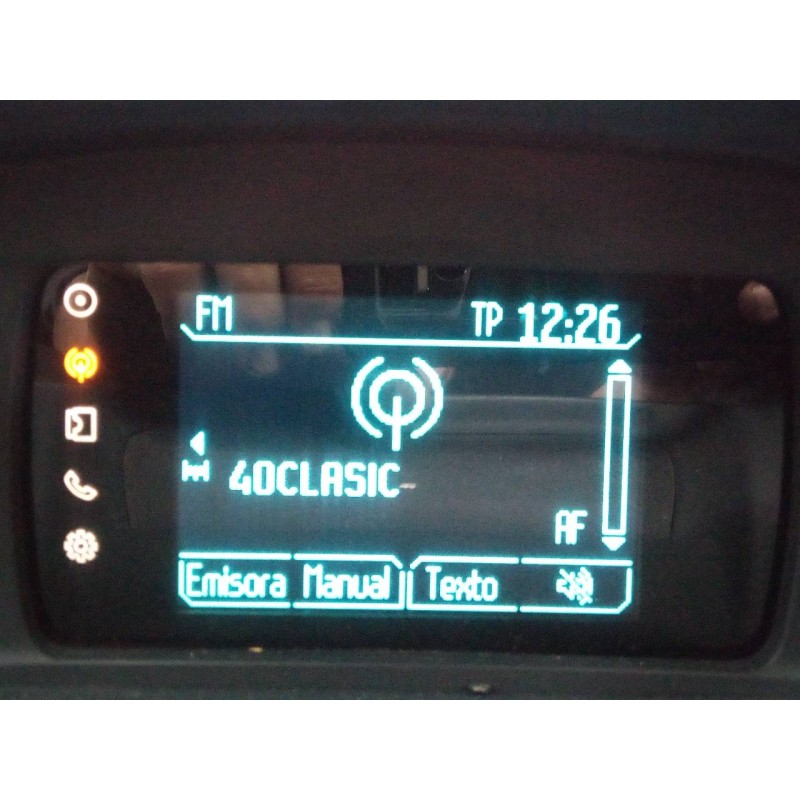 FM TP 12:26
40CLASIC
AF
Emisora Manual Texto